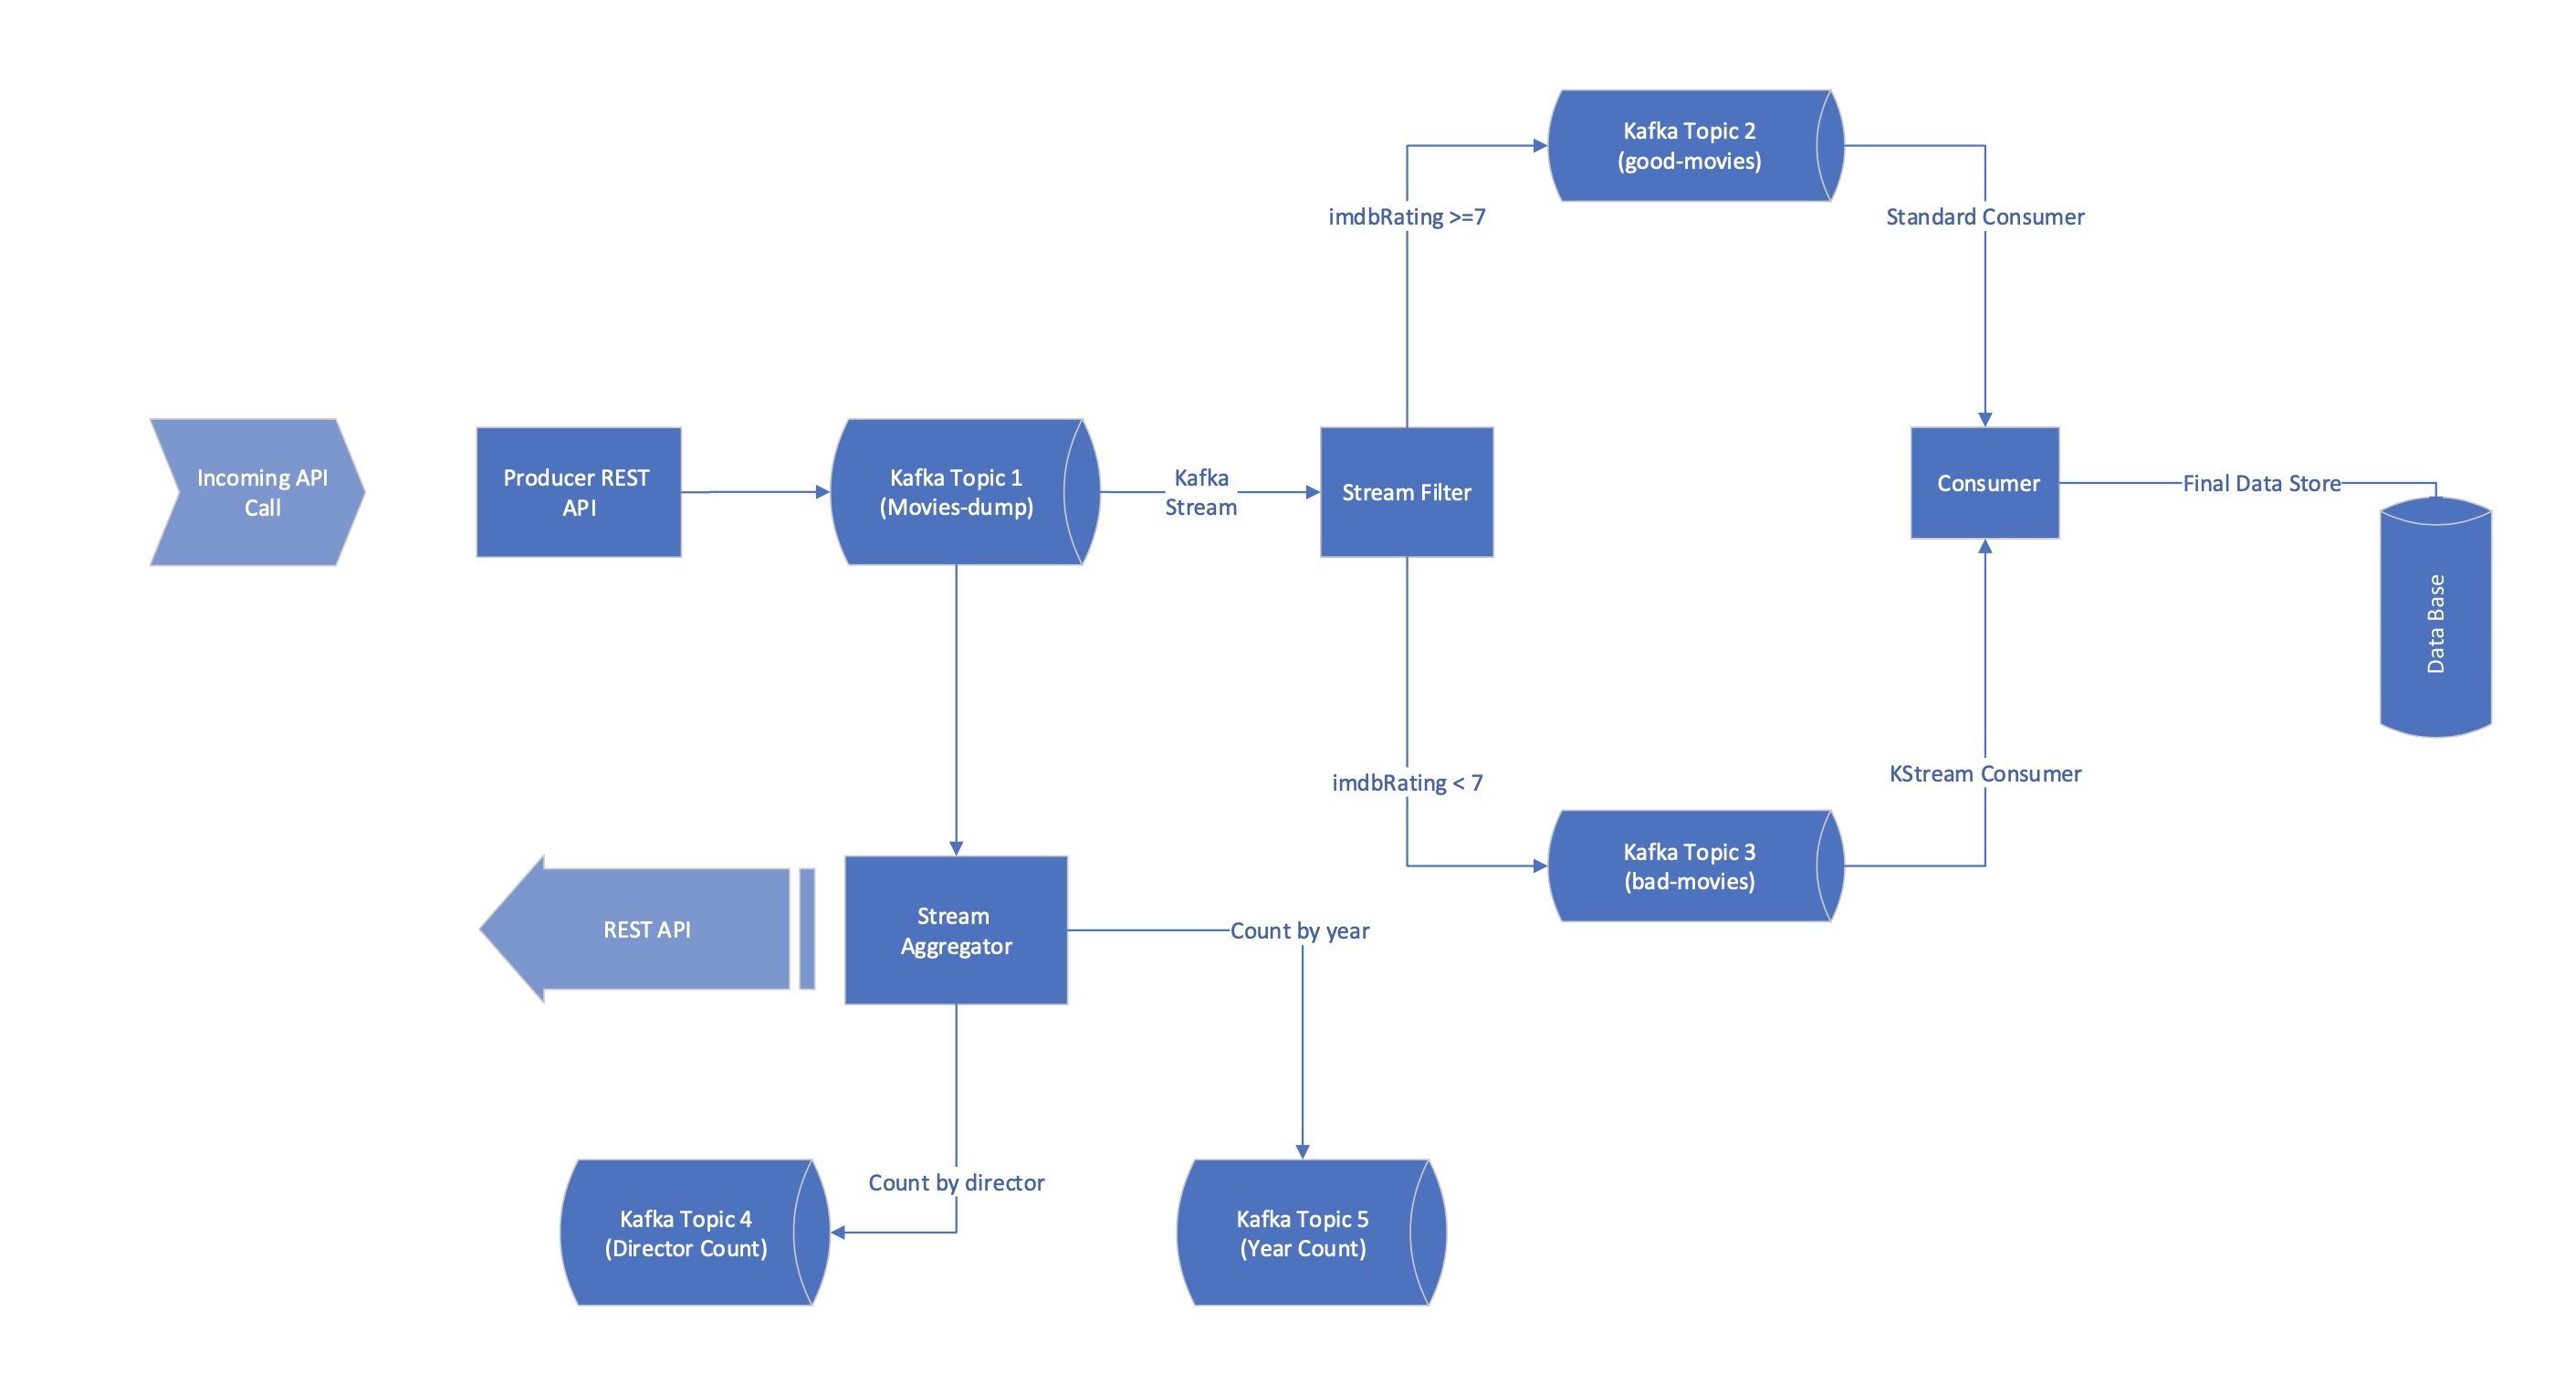 Kafka Topic 2
(good-movies)
imdbRating >=7
Standard Consumer
Incoming API
Call
Producer REST
API
Kafka Topic 1
(Movies-dump)
Kafka
Stream
Stream Filter
Consumer
Final Data Store
Data Base
imdbRating < 7
KStream Consumer
Kafka Topic 3
(bad-movies)
REST API
Stream
Aggregator
Count by year
Count by director
Kafka Topic 4
(Director Count)
Kafka Topic 5
(Year Count)